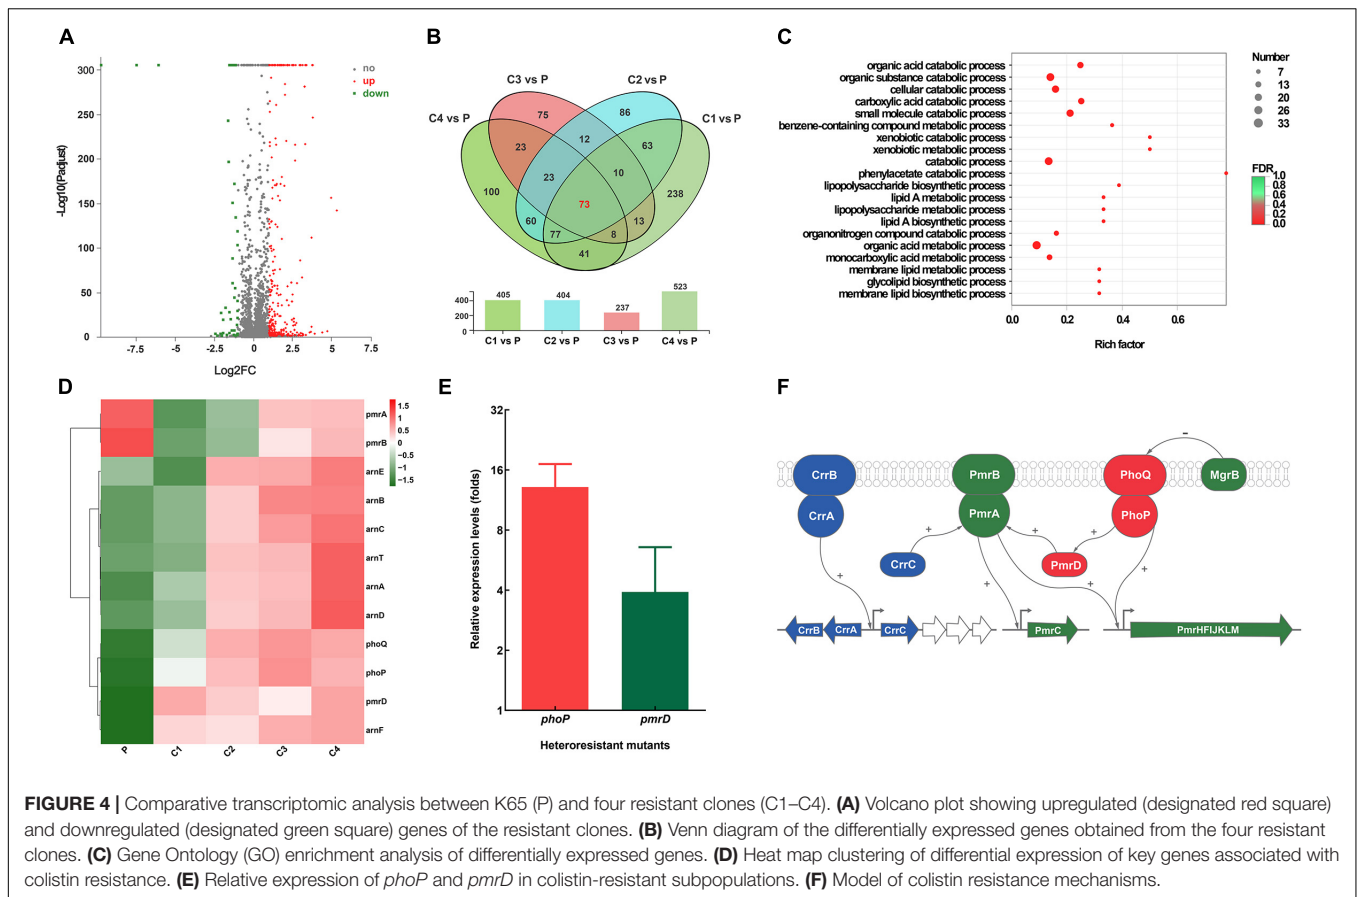 A
no
up
down
300
250
200
150
100
50
0
-Log10(Padjust)
-7.5 -5 -2.5 0 2.5 5 7.5
Log2FC
B
C3 vs P
C2 vs P
C4 vs P
C1 vs P
75
86
12
23
63
23
10
100
238
73
60
13
77
8
41
400
200
0
405 404 237 523
C1 vs P C2 vs P C3 vs P C4 vs P
C
organic acid catabolic process
organic substance catabolic process
cellular catabolic process
carboxylic acid catabolic process
small molecule catabolic process
benzene-containing compound metabolic process
xenobiotic catabolic process
xenobiotic metabolic process
catabolic process
phenylacetate catabolic process
lipopolysaccharide biosynthetic process
lipid A metabolic process
lipopolysaccharide metabolic process
lipid A biosynthetic process
organonitrogen compound catabolic process
organic acid metabolic process
monocarboxylic acid metabolic process
membrane lipid metabolic process
glycolipid biosynthetic process
membrane lipid biosynthetic process
0.0 0.2 0.4 0.6
Rich factor
Number
7
13
20
26
33
FDR
1.0
0.8
0.6
0.4
0.2
0.0
D
pmrA
pmrB
arnE
arnB
arnC
arnT
arnA
arnD
phoQ
phoP
pmrD
arnF
P C1 C2 C3 C4
1.5
1
0.5
0
−0.5
−1
−1.5
E
Relative expression levels (folds)
32
16
8
4
2
1
phoP pmrD
Heteroresistant mutants
F
CrrB
CrrA
PmrB
PmrA
PhoQ
PhoP
MgrB
-
CrrC
PmrD
+
+
+
+
+
+
+
CrrB CrrA CrrC
PmrC
PmrHFIJKLM
FIGURE 4 | Comparative transcriptomic analysis between K65 (P) and four resistant clones (C1–C4). (A) Volcano plot showing upregulated (designated red square)
and downregulated (designated green square) genes of the resistant clones. (B) Venn diagram of the differentially expressed genes obtained from the four resistant
clones. (C) Gene Ontology (GO) enrichment analysis of differentially expressed genes. (D) Heat map clustering of differential expression of key genes associated with
colistin resistance. (E) Relative expression of phoP and pmrD in colistin-resistant subpopulations. (F) Model of colistin resistance mechanisms.